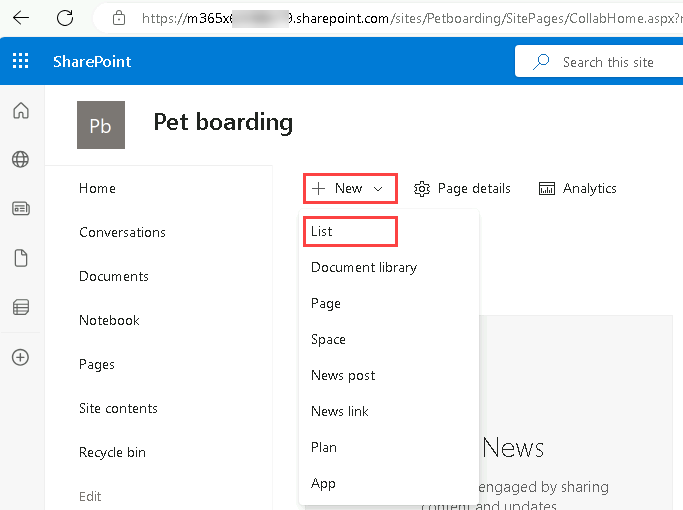 https://m365x 9.sharepoint.com/sites/Petboarding/SitePages/CollabHome.aspx?
SharePoint
Search this site
Pb
Pet boarding
Home
Conversations
Documents
Notebook
Pages
Site contents
Recycle bin
Edit
+ New
Page details
Analytics
List
Document library
Page
Space
News post
News link
Plan
App
News
engaged by sharing
content and updates